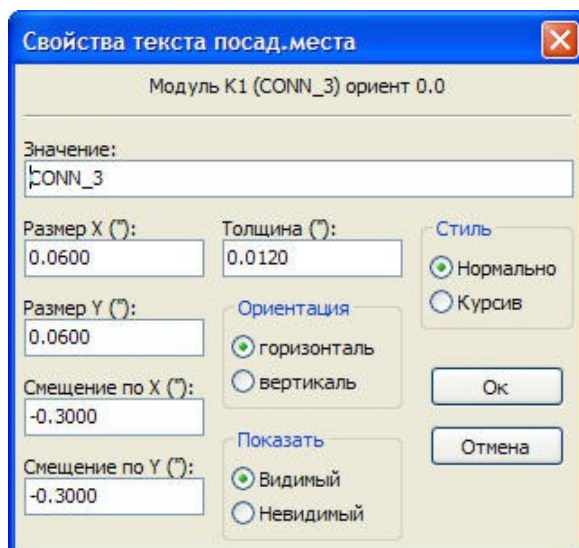 Свойства текста посад.места
Модуль K1 (CONN_3) ориент 0.0
Значение:
CONN_3
Размер X ("): Толщина ("): Стиль
0.0600 0.0120 Нормально
Размер Y ("): Ориентация Курсив
0.0600 горизонталь
Смещение по X ("): вертикаль Ок
-0.3000
Смещение по Y ("): Показать Отмена
-0.3000 Видимый
Невидимый